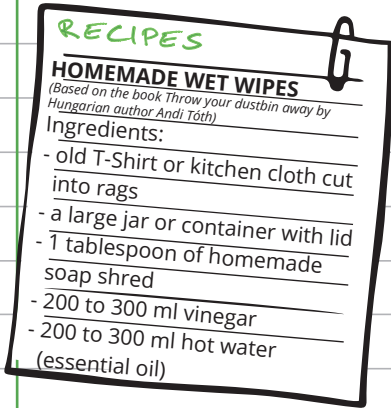 RECIPES
HOMEMADE WET WIPES
(Based on the book Throw your dustbin away by
Hungarian author Andi Tóth)
Ingredients:
- old T-Shirt or kitchen cloth cut
into rags
- a large jar or container with lid
- 1 tablespoon of homemade
soap shred
- 200 to 300 ml vinegar
- 200 to 300 ml hot water
(essential oil)